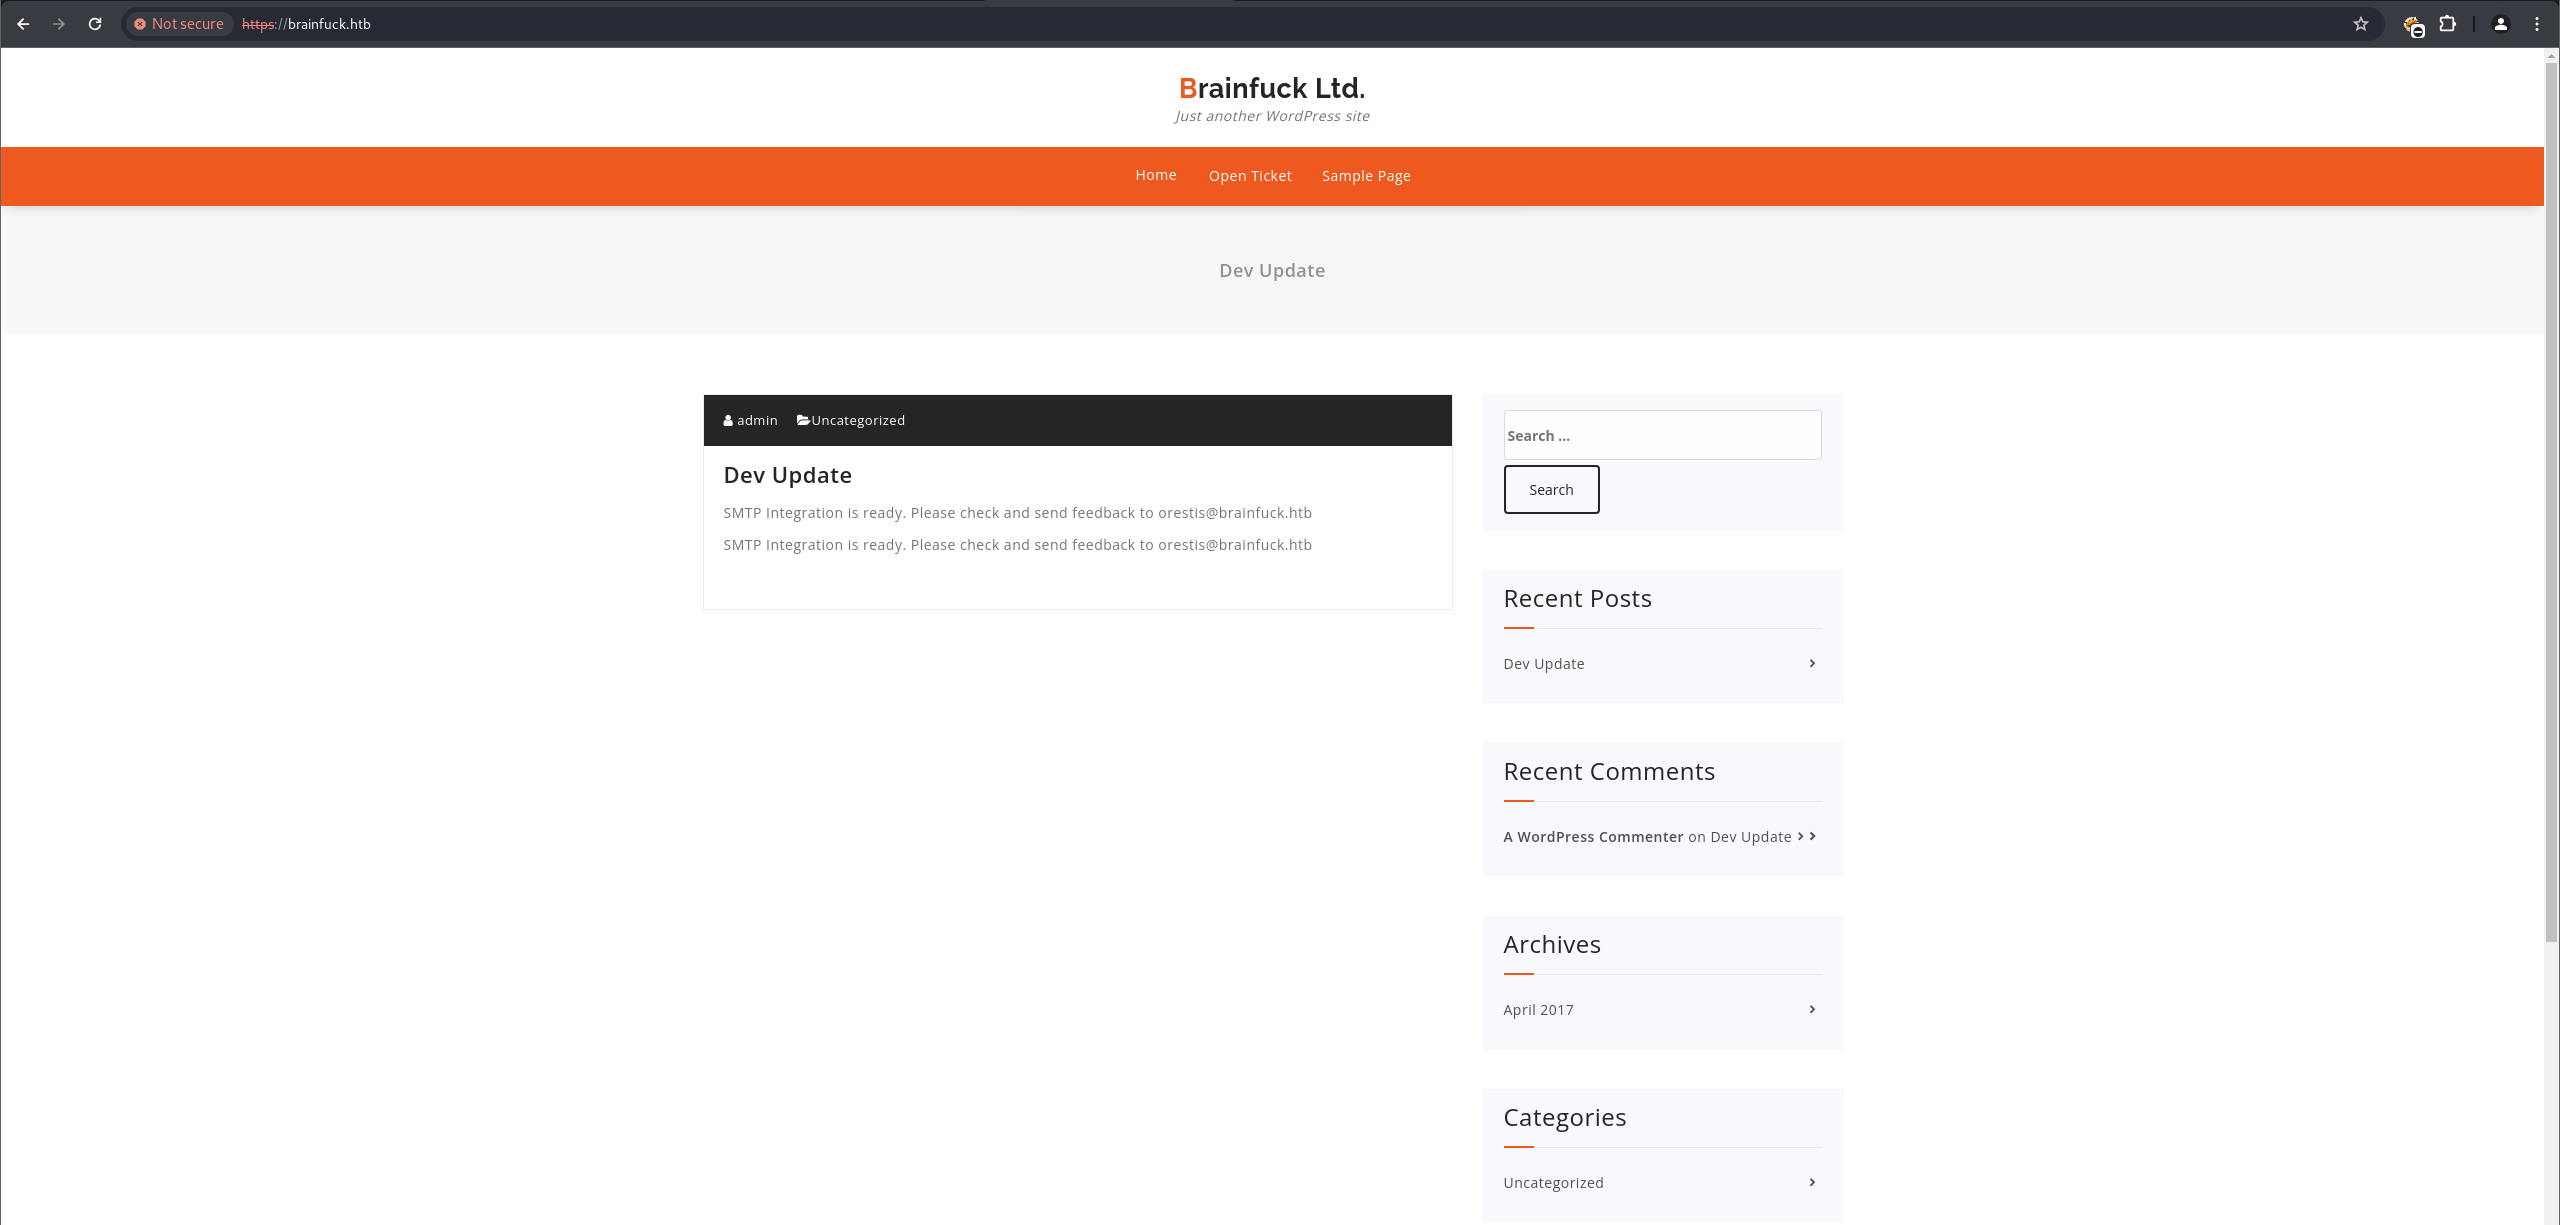 Not secure https://brainfuck.htb
Brainfuck Ltd.
Just another WordPress site
Home Open Ticket Sample Page
Dev Update
admin Uncategorized
Dev Update
SMTP Integration is ready. Please check and send feedback to orestis@brainfuck.htb
SMTP Integration is ready. Please check and send feedback to orestis@brainfuck.htb
Search ...
Search
Recent Posts
Dev Update
Recent Comments
A WordPress Commenter on Dev Update
Archives
April 2017
Categories
Uncategorized